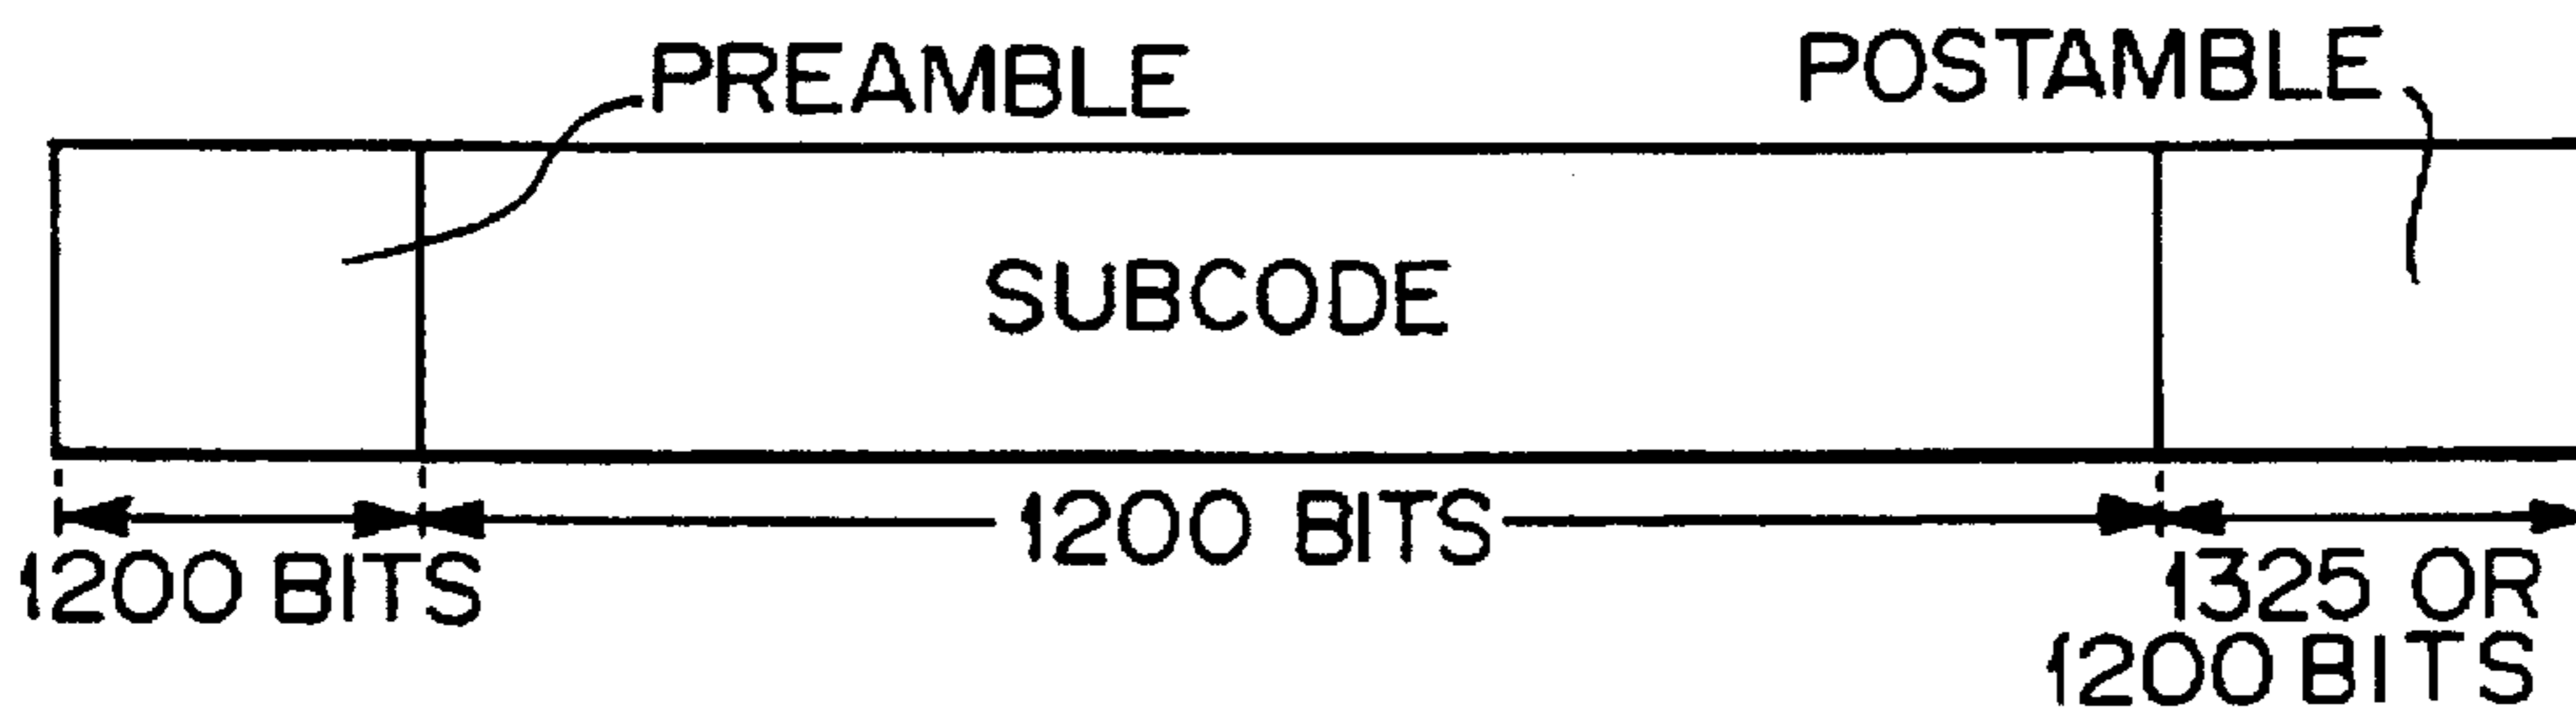 PREAMBLE
POSTAMBLE
SUBCODE
1200 BITS
1200 BITS
1325 OR
1200 BITS